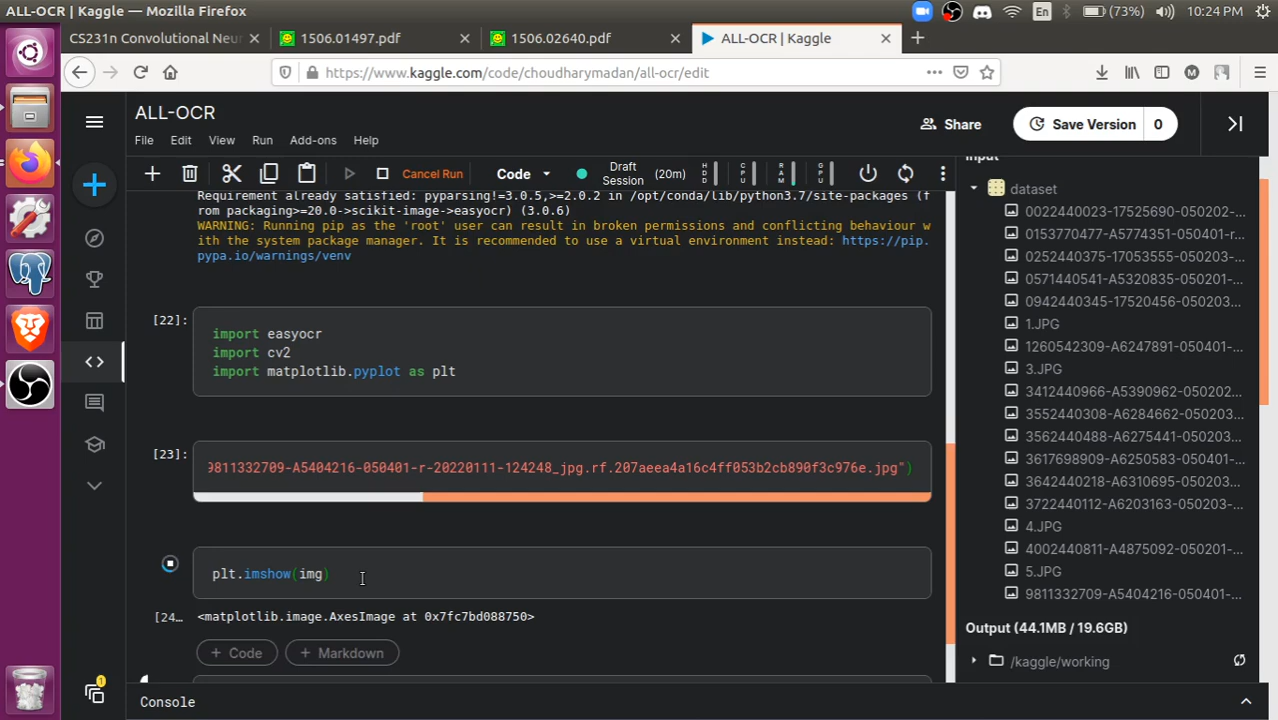 ALL-OCR | Kaggle — Mozilla Firefox
En
(73%)
10:24 PM
CS231n Convolutional Neur
1506.01497.pdf
1506.02640.pdf
ALL-OCR | Kaggle
https://www.kaggle.com/code/choudharymadan/all-ocr/edit
M
ALL-OCR
File Edit View Run Add-ons Help
Share
Save Version 0
Cancel Run
Code
Draft Session (20m)
HDD
CPU
RAM
GPU
Requirement already satisfied: pyparsing!=3.0.5,>=2.0.2 in /opt/conda/lib/python3.7/site-packages (f
rom packaging>=20.0->scikit-image->easyocr) (3.0.6)
WARNING: Running pip as the 'root' user can result in broken permissions and conflicting behaviour w
ith the system package manager. It is recommended to use a virtual environment instead: https://pip.
pypa.io/warnings/venv
[22]:
import easyocr
import cv2
import matplotlib.pyplot as plt
[23]:
9811332709-A5404216-050401-r-20220111-124248_jpg.rf.207aeea4a16c4ff053b2cb890f3c976e.jpg")
plt.imshow(img)
[24…
<matplotlib.image.AxesImage at 0x7fc7bd088750>
+ Code
+ Markdown
Console
1
Input
dataset
0022440023-17525690-050202-...
0153770477-A5774351-050401-r...
0252440375-17053555-050203-...
0571440541-A5320835-050201-...
0942440345-17520456-050203...
1.JPG
1260542309-A6247891-050401-...
3.JPG
3412440966-A5390962-050202...
3552440308-A6284662-050203...
3562440488-A6275441-050203...
3617698909-A6250583-050401-...
3642440218-A6310695-050203...
3722440112-A6203163-050203-...
4.JPG
4002440811-A4875092-050201-...
5.JPG
9811332709-A5404216-050401-...
Output (44.1MB / 19.6GB)
/kaggle/working